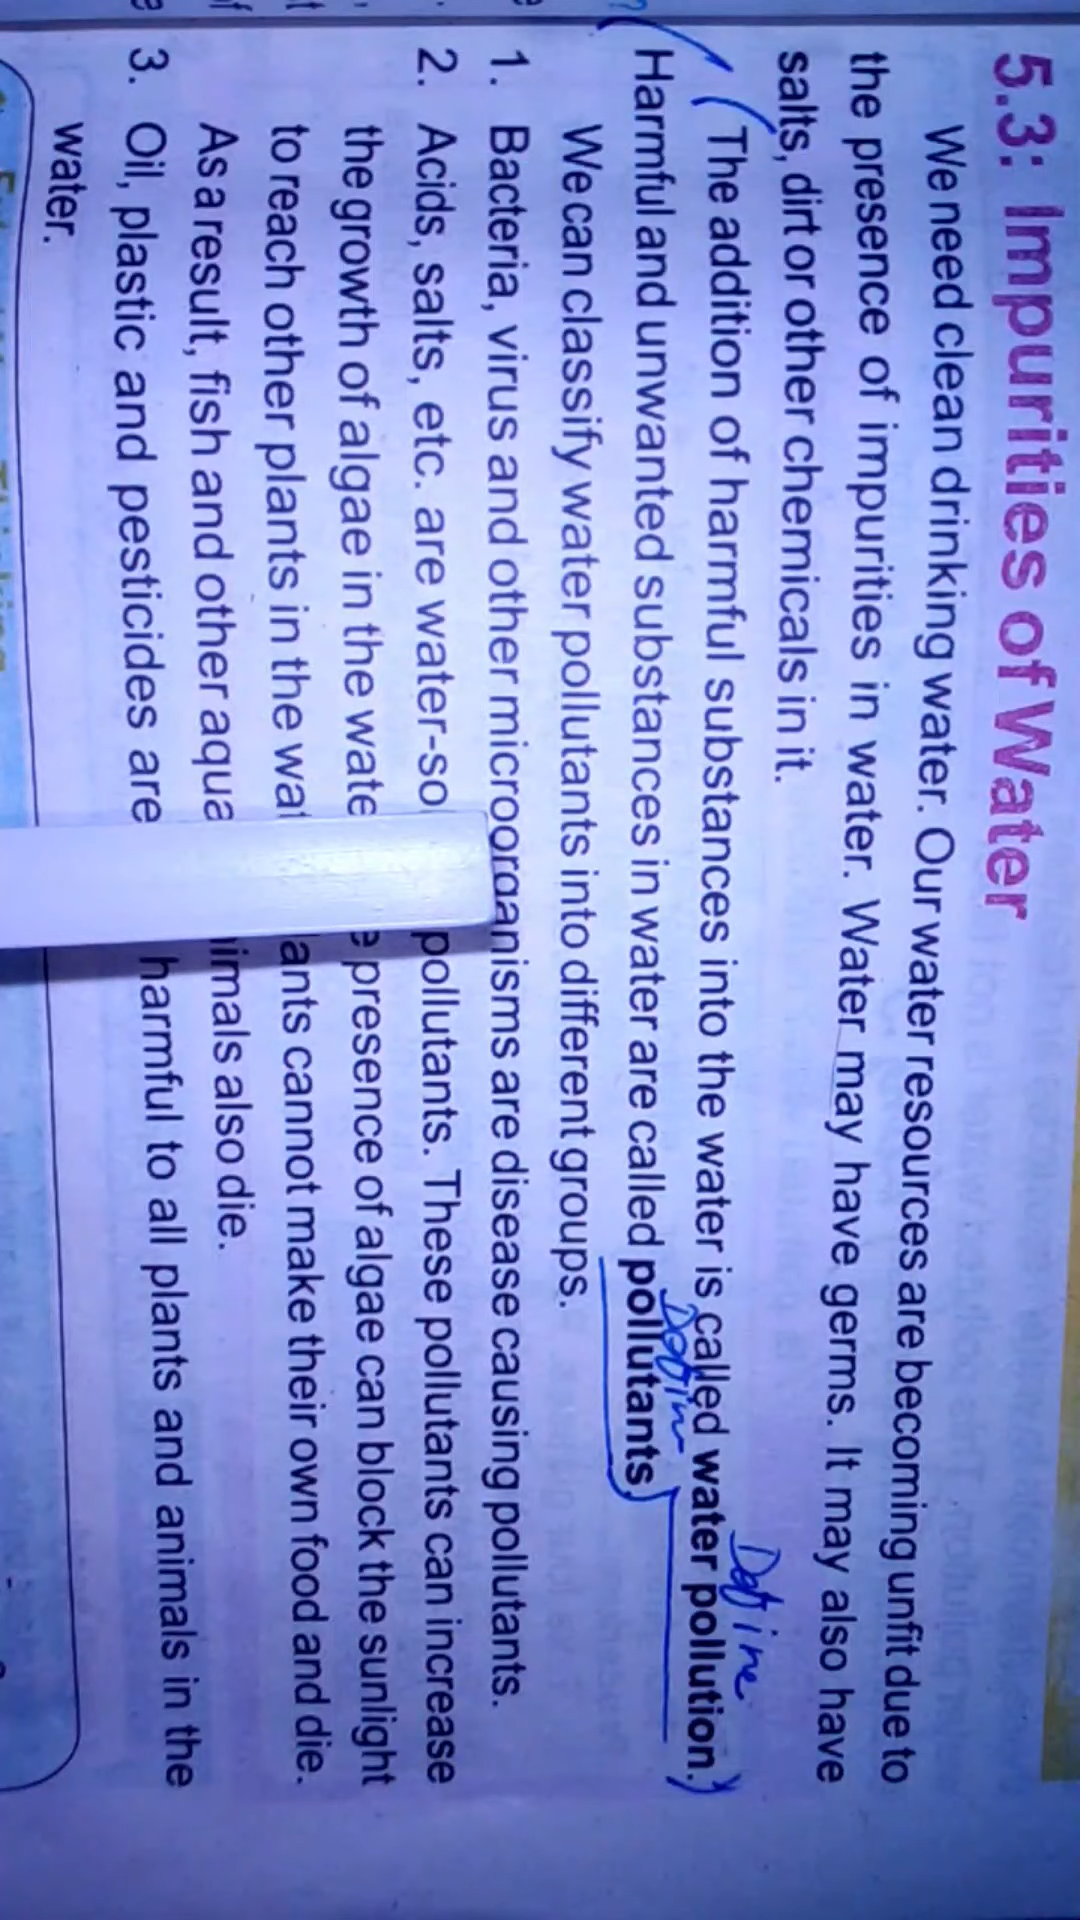 5.3: Impurities of Water
We need clean drinking water. Our water resources are becoming unfit due to
the presence of impurities in water. Water may have germs. It may also have
salts, dirt or other chemicals in it.
Define
The addition of harmful substances into the water is called water pollution.
Defin
Harmful and unwanted substances in water are called pollutants.
We can classify water pollutants into different groups.
1. Bacteria, virus and other microorganisms are disease causing pollutants.
2. Acids, salts, etc. are water-so pollutants. These pollutants can increase
the growth of algae in the wate presence of algae can block the sunlight
to reach other plants in the wat ants cannot make their own food and die.
As a result, fish and other aqua imals also die.
3. Oil, plastic and pesticides are harmful to all plants and animals in the
water.